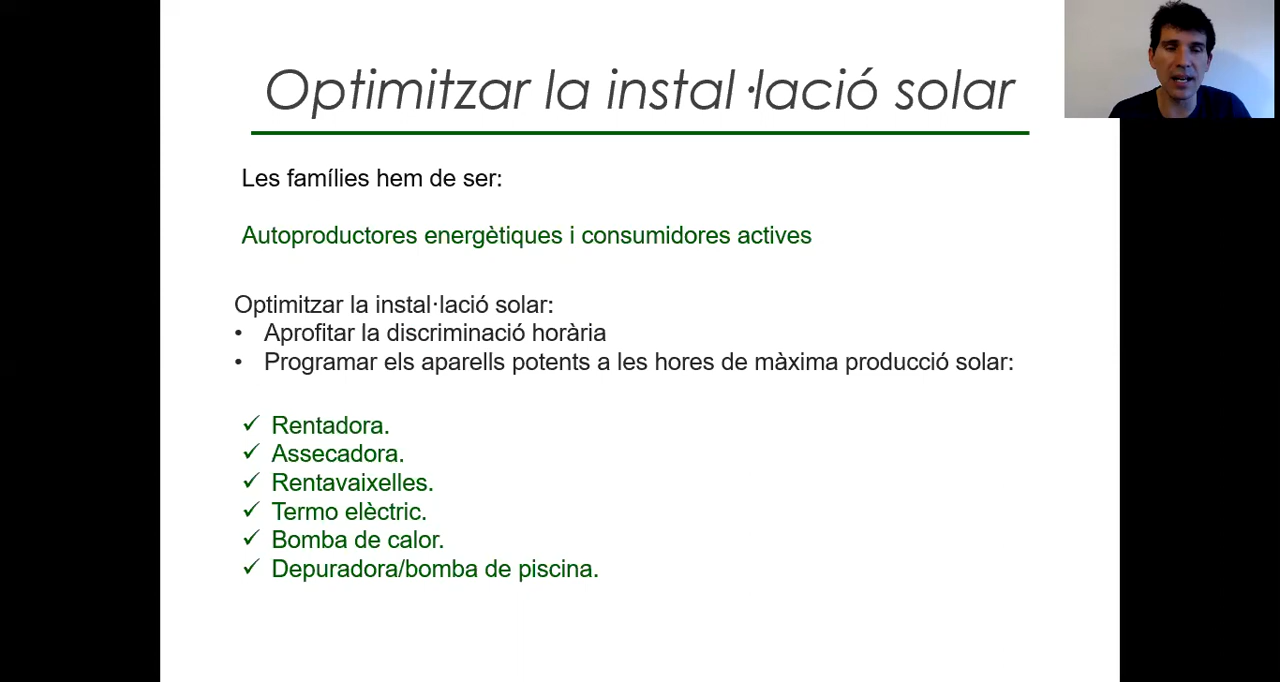 Optimitzar la instal·lació solar
Les famílies hem de ser:
Autoproductores energètiques i consumidores actives
Optimitzar la instal·lació solar:
• Aprofitar la discriminació horària
• Programar els aparells potents a les hores de màxima producció solar:
✓ Rentadora.
✓ Assecadora.
✓ Rentavaixelles.
✓ Termo elèctric.
✓ Bomba de calor.
✓ Depuradora/bomba de piscina.